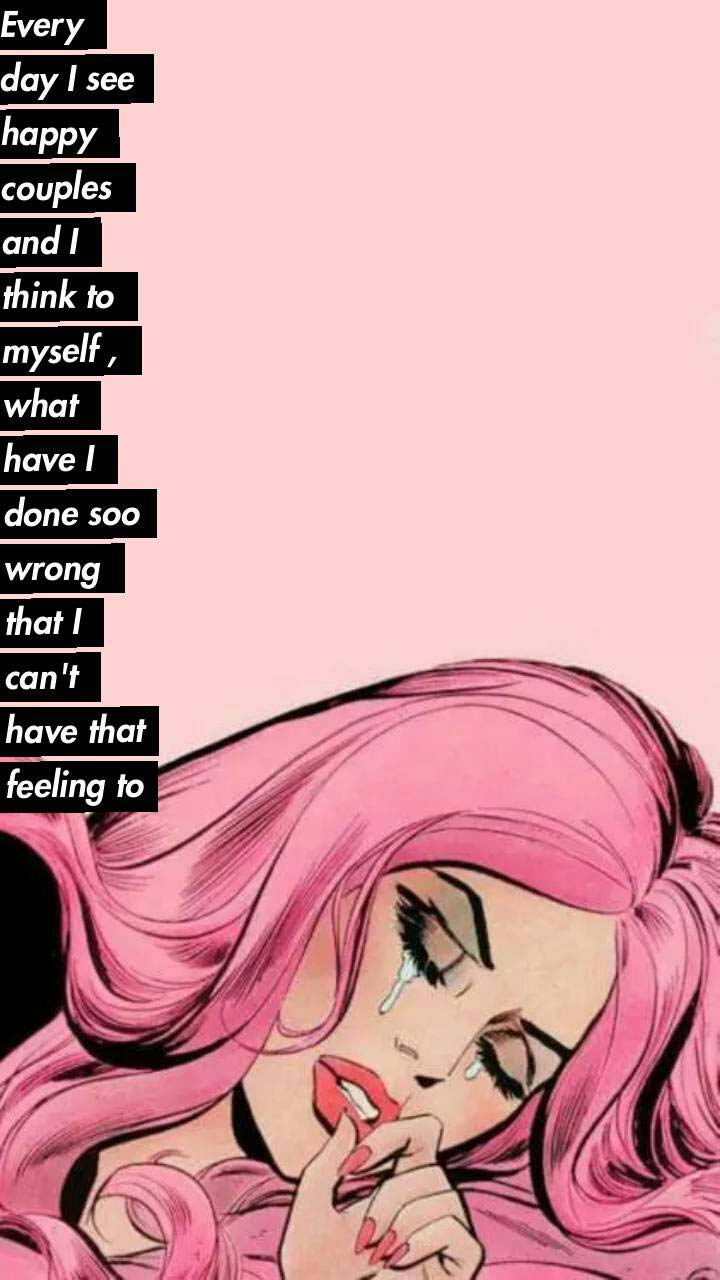 Every
day I see
happy
couples
and I
think to
myself ,
what
have I
done soo
wrong
that I
can't
have that
feeling to